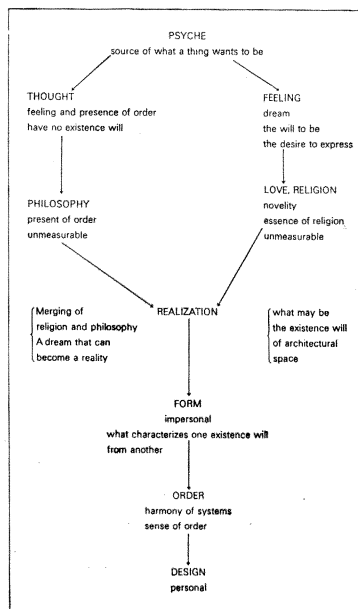 PSYCHE
source of what a thing wants to be
THOUGHT
feeling and presence of order
have no existence will
FEELING
dream
the will to be
the desire to express
PHILOSOPHY
present of order
unmeasurable
LOVE, RELIGION
novelity
essence of religion
unmeasurable
Merging of
religion and philosophy
A dream that can
become a reality
REALIZATION
what may be
the existence will
of architectural
space
FORM
impersonal
what characterizes one existence will
from another
ORDER
harmony of systems
sense of order
DESIGN
personal